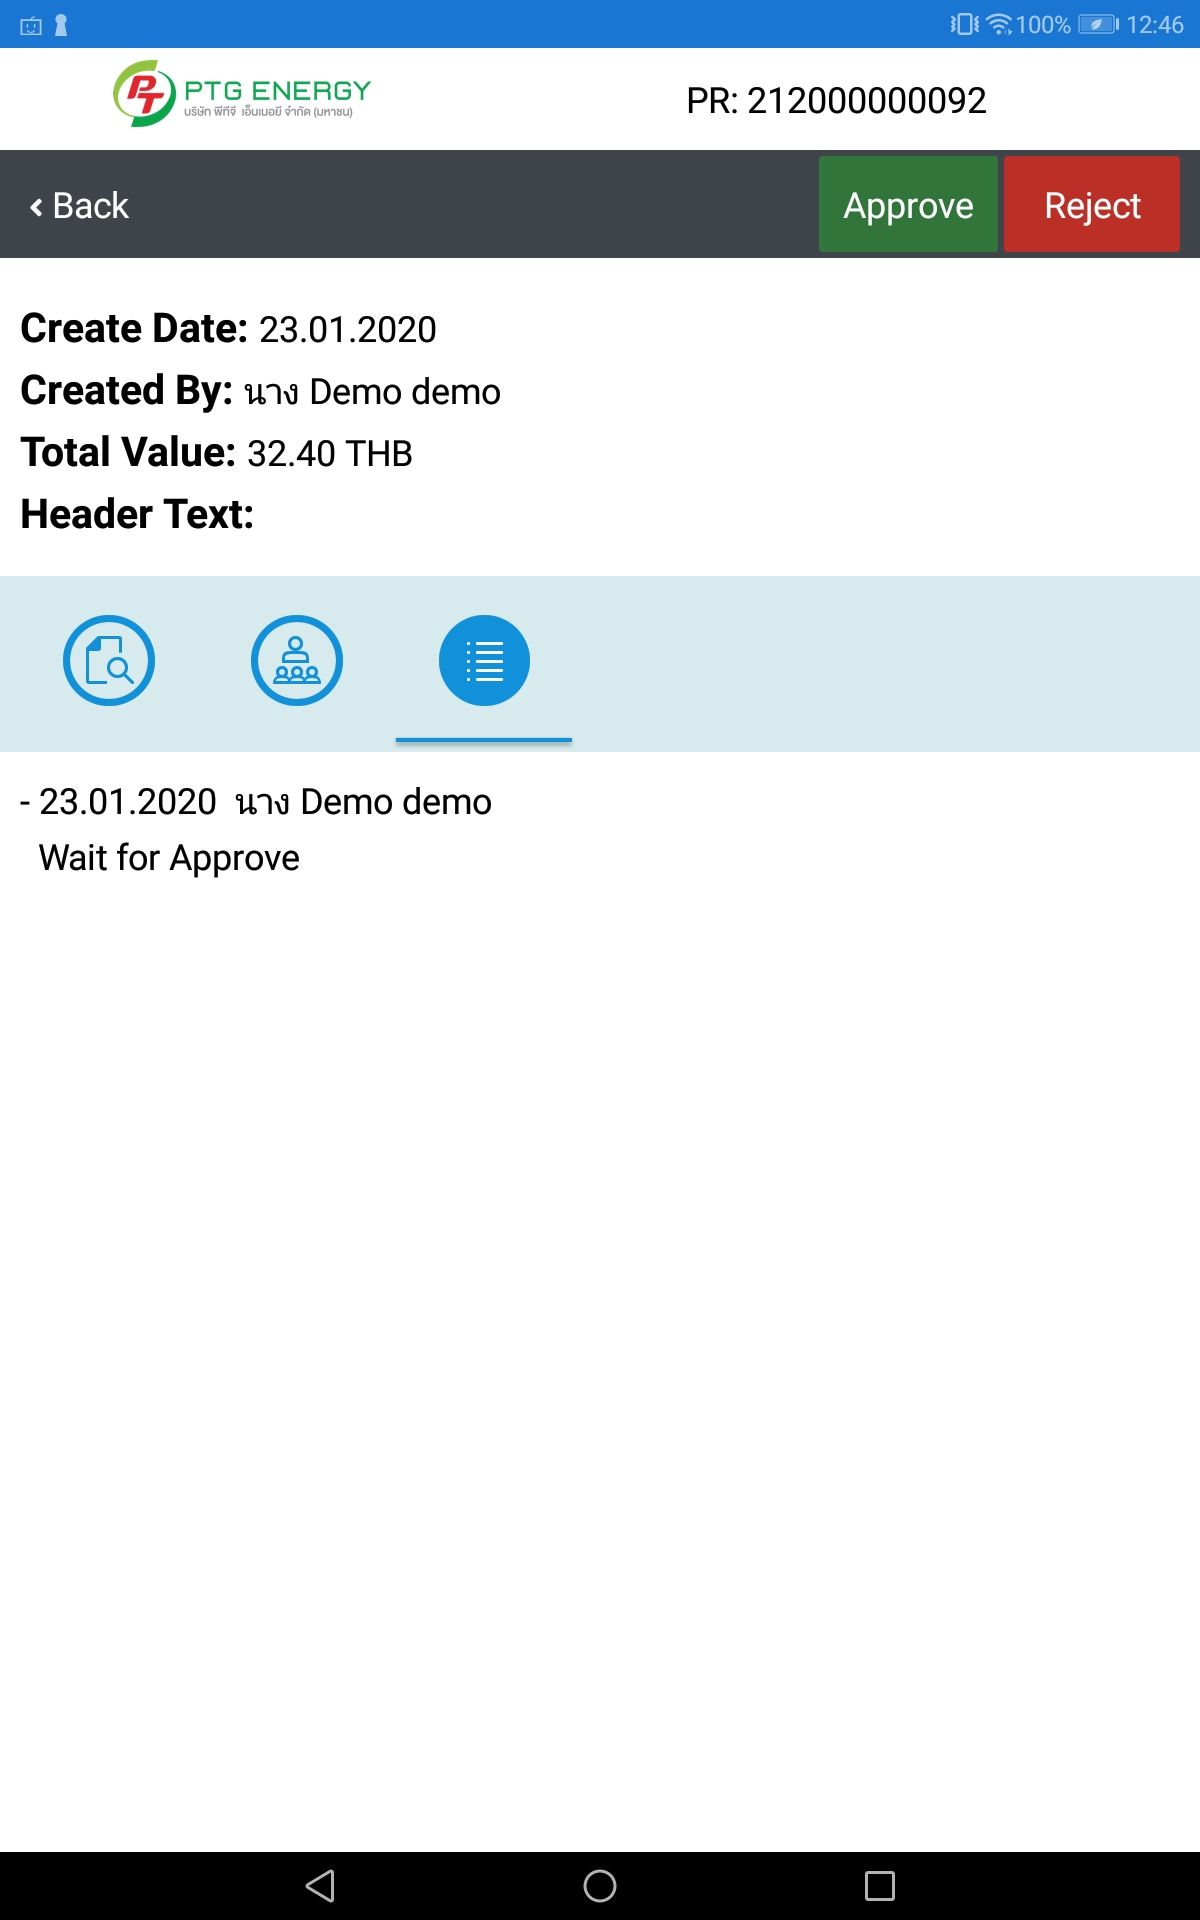 100% 12:46
PTG ENERGY
บริษัท พีทีจี เอ็นเนอยี จำกัด (มหาชน)
PR: 212000000092
Back
Approve
Reject
Create Date: 23.01.2020
Created By: นาง Demo demo
Total Value: 32.40 THB
Header Text:
- 23.01.2020 นาง Demo demo
Wait for Approve